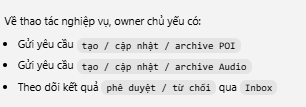 Về thao tác nghiệp vụ, owner chủ yếu có:
• Gửi yêu cầu tạo / cập nhật / archive POI
• Gửi yêu cầu tạo / cập nhật / archive Audio
• Theo dõi kết quả phê duyệt / từ chối qua Inbox